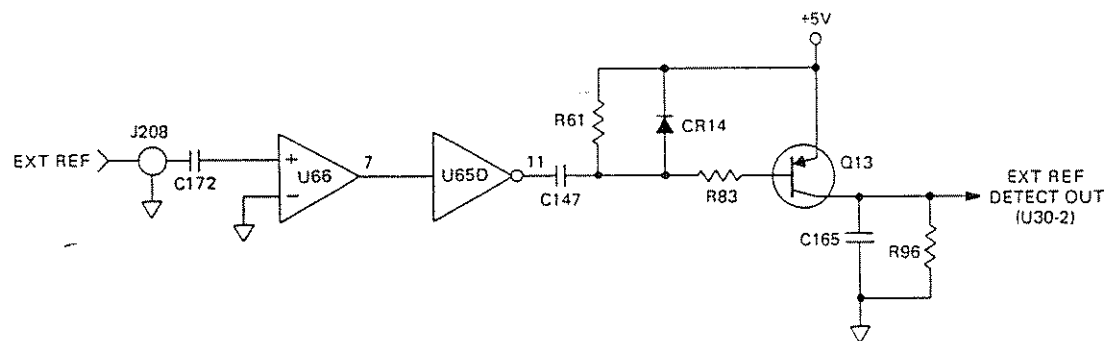 +5V
J208
EXT REF
C172
+
−
U66
7
U65D
11
C147
R61
CR14
R83
Q13
C165
R96
EXT REF
DETECT OUT
(U30-2)